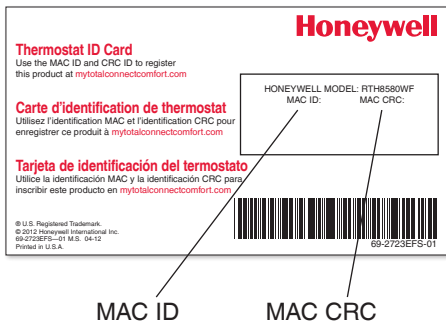 Honeywell
Thermostat ID Card
Use the MAC ID and CRC ID to register
this product at mytotalconnectcomfort.com
HONEYWELL MODEL: RTH8580WF
MAC ID: MAC CRC:
Carte d'identification de thermostat
Utilisez l'identification MAC et l'identification CRC pour
enregistrer ce produit à mytotalconnectcomfort.com
Tarjeta de identificación del termostato
Utilice la identificación MAC y la identificación CRC para
inscribir este producto en mytotalconnectcomfort.com
® U.S. Registered Trademark.
© 2012 Honeywell International Inc.
69-2723EFS—01 M.S. 04-12
Printed in U.S.A.
69-2723EFS-01
MAC ID MAC CRC